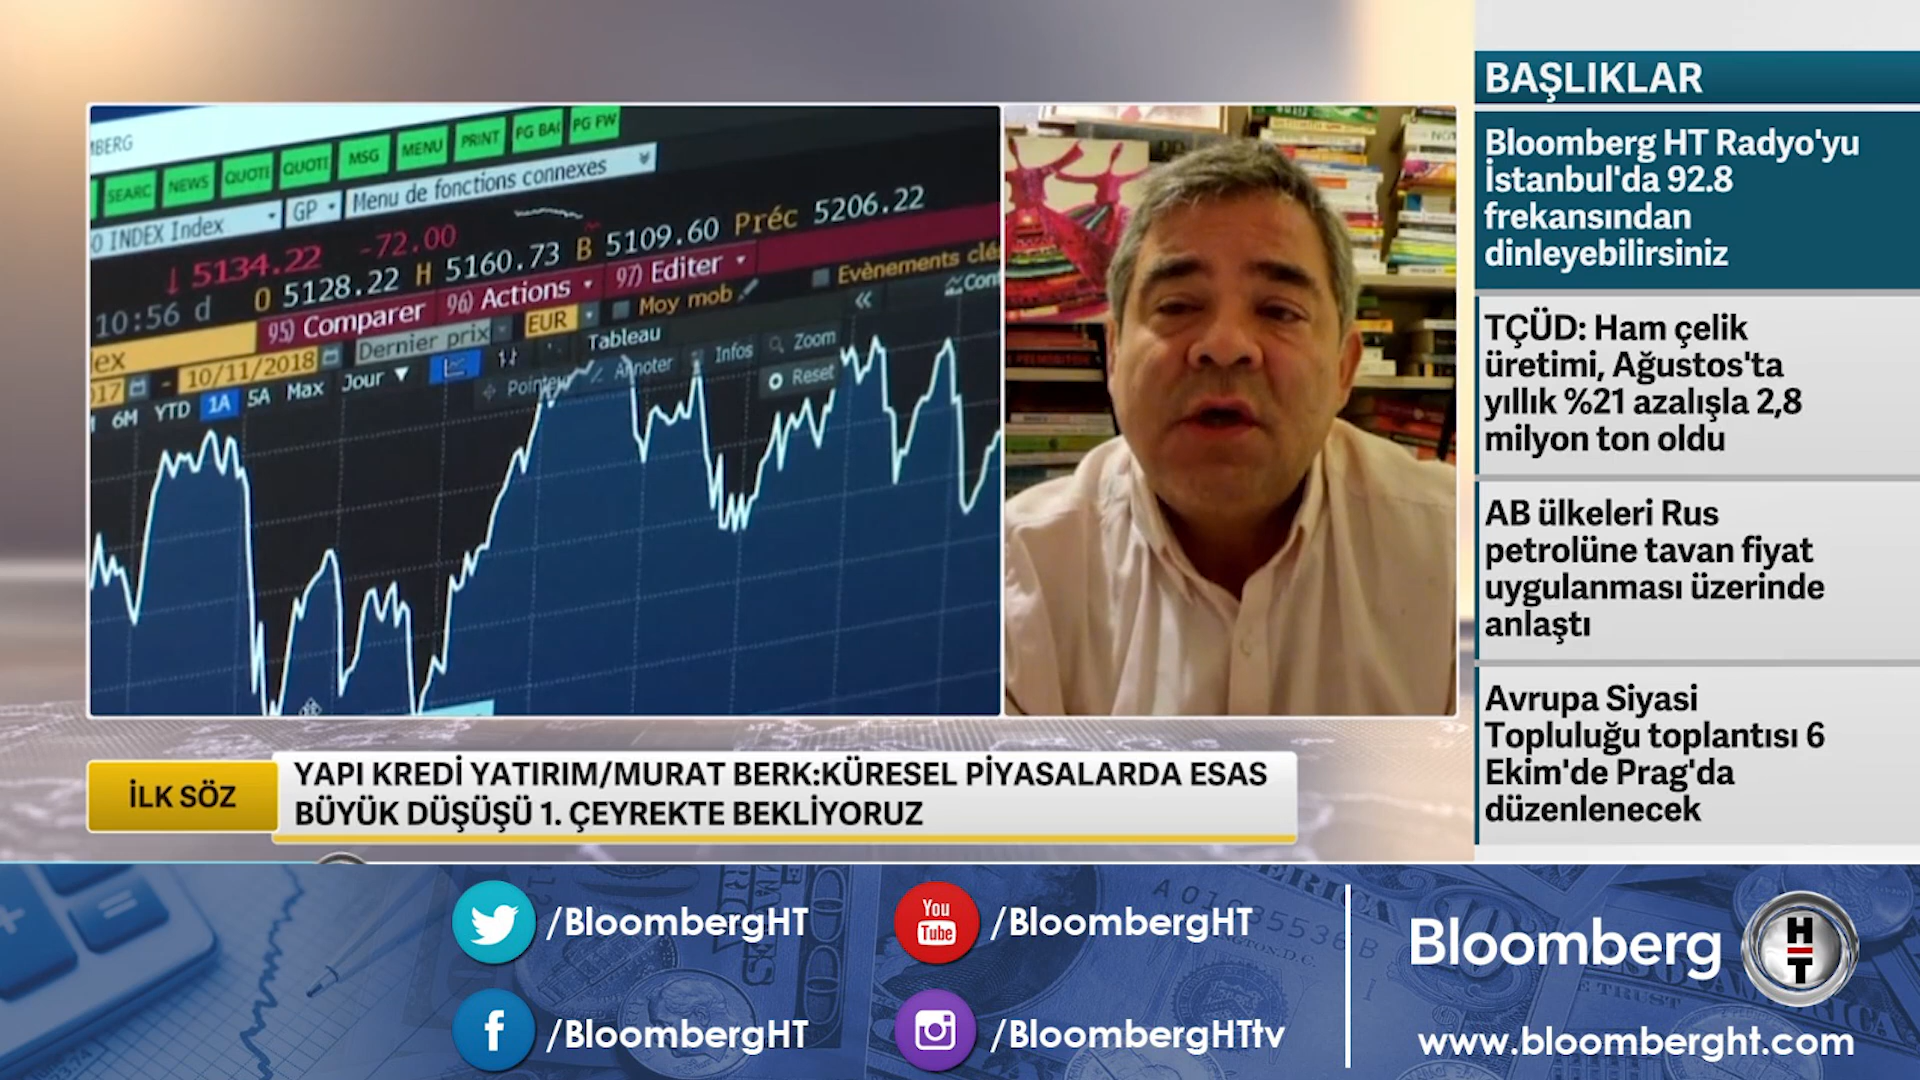 MBERG
SEARC NEWS QUOTI QUOTI MSG MENU PRINT PG BAC PG FW
0 INDEX Index GP Menu de fonctions connexes
5134.22 -72.00 Préc 5206.22
10:56 d O 5128.22 H 5160.73 B 5109.60
95) Comparer 96) Actions 97) Editer Evènements clé
10/11/2018 Dernier prix EUR Moy mob Cont
6M YTD 1A 5A Max Jour Tableau
Pointeur Annoter Infos Zoom
Reset
İLK SÖZ
YAPI KREDİ YATIRIM/MURAT BERK:KÜRESEL PİYASALARDA ESAS
BÜYÜK DÜŞÜŞÜ 1. ÇEYREKTE BEKLİYORUZ
BAŞLIKLAR
Bloomberg HT Radyo'yu
İstanbul'da 92.8
frekansından
dinleyebilirsiniz
TÇÜD: Ham çelik
üretimi, Ağustos'ta
yıllık %21 azalışla 2,8
milyon ton oldu
AB ülkeleri Rus
petrolüne tavan fiyat
uygulanması üzerinde
anlaştı
Avrupa Siyasi
Topluluğu toplantısı 6
Ekim'de Prag'da
düzenlenecek
/BloombergHT
You
Tube
/BloombergHT
/BloombergHT
/BloombergHTtv
Bloomberg HT
www.bloomberght.com